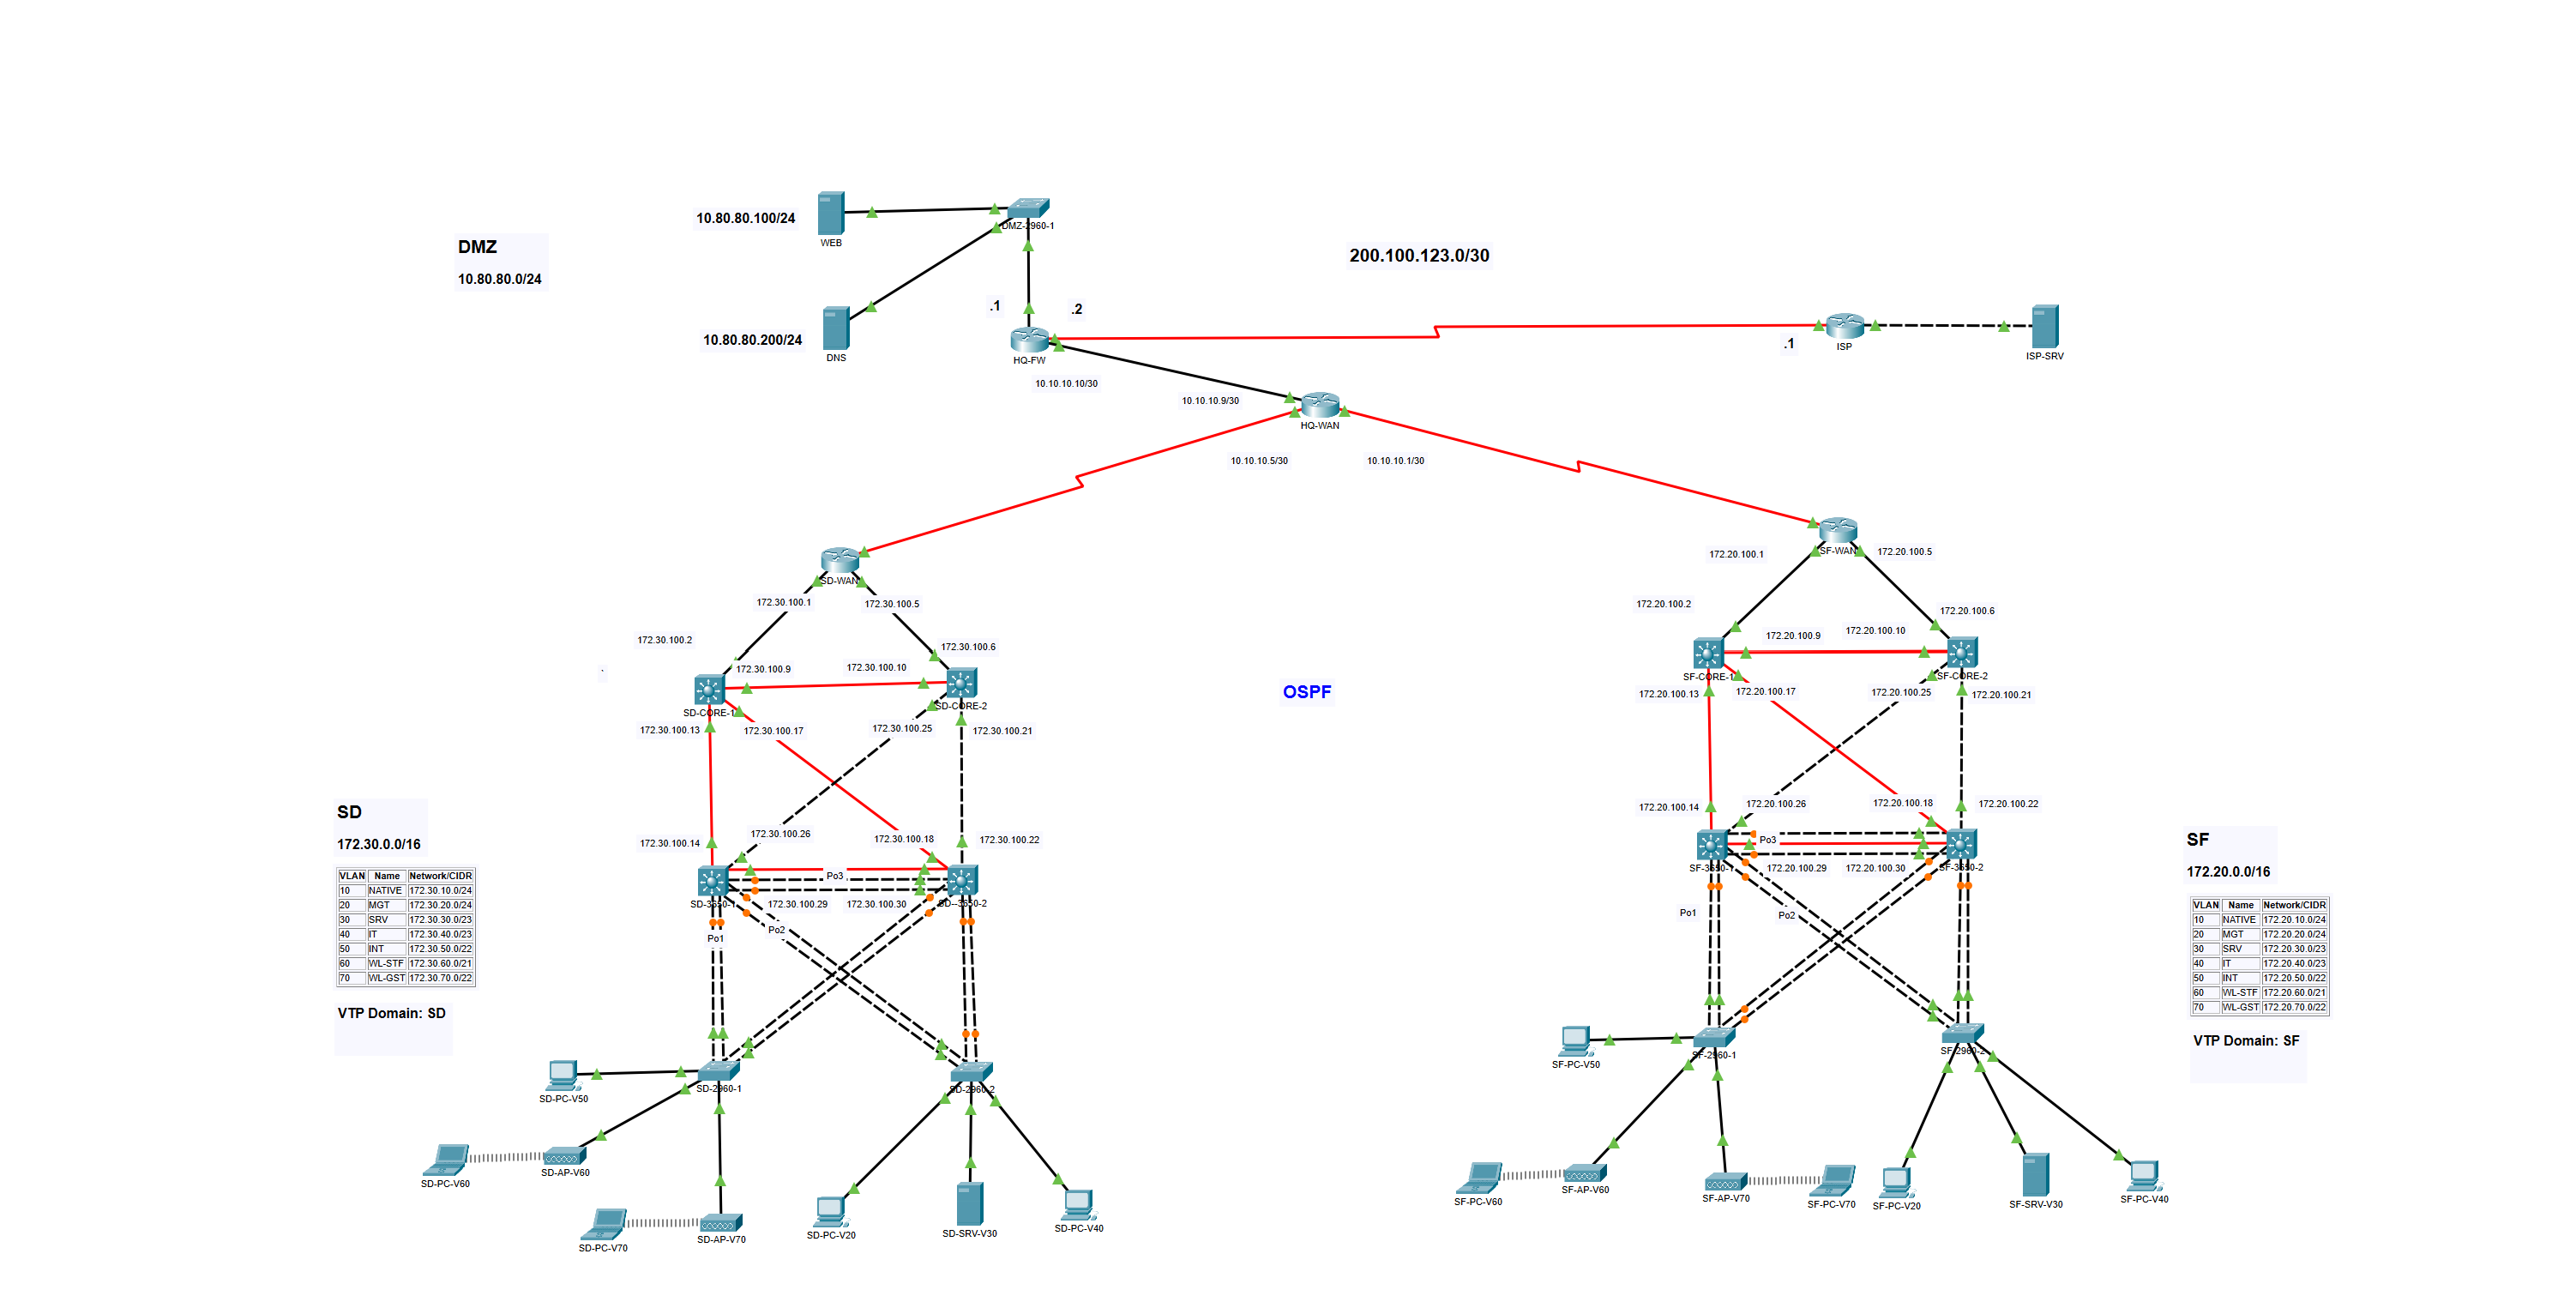 10.80.80.100/24
WEB
DMZ-2960-1
DMZ
10.80.80.0/24
10.80.80.200/24
DNS
.1
.2
HQ-FW
200.100.123.0/30
.1
ISP
ISP-SRV
10.10.10.10/30
10.10.10.9/30
HQ-WAN
10.10.10.5/30
10.10.10.1/30
SD-WAN
172.30.100.1
172.30.100.5
172.30.100.2
172.30.100.6
172.30.100.9
172.30.100.10
SD-CORE-1
SD-CORE-2
172.30.100.13
172.30.100.17
172.30.100.25
172.30.100.21
172.30.100.14
172.30.100.26
172.30.100.18
172.30.100.22
Po3
SD-3650-1
172.30.100.29
172.30.100.30
SD--3650-2
Po1
Po2
SD
172.30.0.0/16
VLAN Name Network/CIDR
10 NATIVE 172.30.10.0/24
20 MGT 172.30.20.0/24
30 SRV 172.30.30.0/23
40 IT 172.30.40.0/23
50 INT 172.30.50.0/22
60 WL-STF 172.30.60.0/21
70 WL-GST 172.30.70.0/22
VTP Domain: SD
SD-PC-V50
SD-2960-1
SD-2960-2
SD-PC-V60
SD-AP-V60
SD-PC-V70
SD-AP-V70
SD-PC-V20
SD-SRV-V30
SD-PC-V40
OSPF
SF-WAN
172.20.100.1
172.20.100.5
172.20.100.2
172.20.100.6
172.20.100.9
172.20.100.10
SF-CORE-1
SF-CORE-2
172.20.100.13
172.20.100.17
172.20.100.25
172.20.100.21
172.20.100.14
172.20.100.26
172.20.100.18
172.20.100.22
Po3
SF-3650-1
172.20.100.29
172.20.100.30
SF-3650-2
Po1
Po2
SF
172.20.0.0/16
VLAN Name Network/CIDR
10 NATIVE 172.20.10.0/24
20 MGT 172.20.20.0/24
30 SRV 172.20.30.0/23
40 IT 172.20.40.0/23
50 INT 172.20.50.0/22
60 WL-STF 172.20.60.0/21
70 WL-GST 172.20.70.0/22
VTP Domain: SF
SF-PC-V50
SF-2960-1
SF-2960-2
SF-PC-V60
SF-AP-V60
SF-AP-V70
SF-PC-V70
SF-PC-V20
SF-SRV-V30
SF-PC-V40